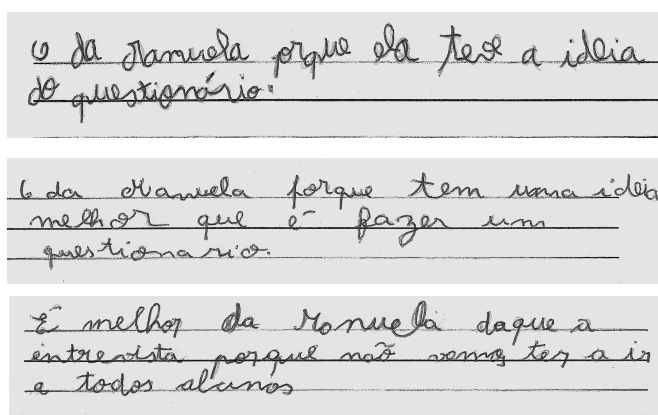 O da Manuela porque ela teve a ideia
do questionário.
O da Manuela porque tem uma ideia
melhor que é fazer um
questionario.
É melhor da Manuela daque a
entrevista porque não vamos ter a ir
a todos alunos